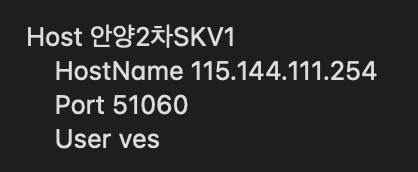 Host 안양2차SKV1
HostName 115.144.111.254
Port 51060
User ves